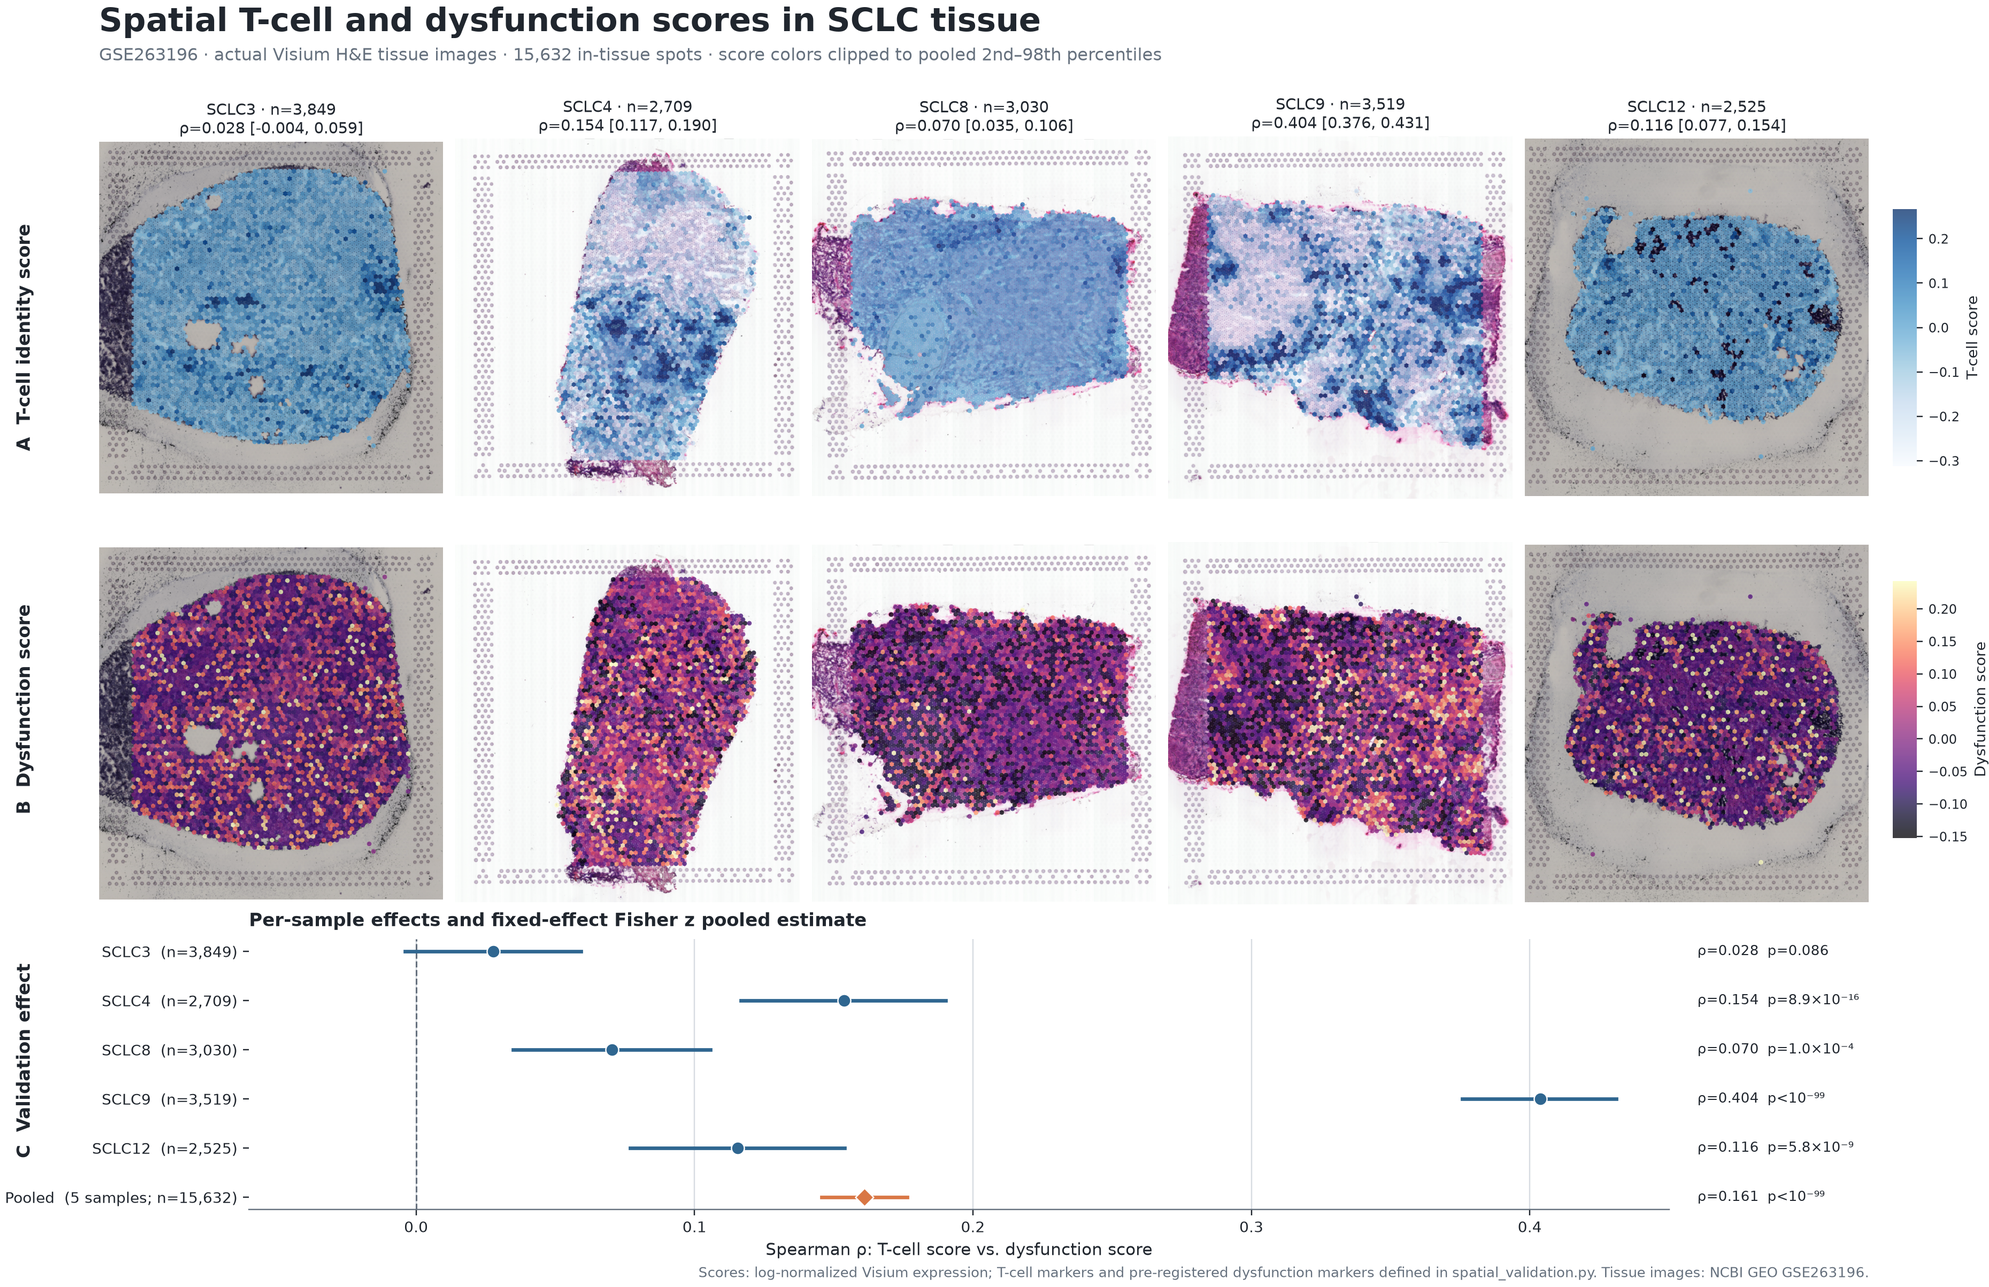 Spatial T-cell and dysfunction scores in SCLC tissue
GSE263196 · actual Visium H&E tissue images · 15,632 in-tissue spots · score colors clipped to pooled 2nd–98th percentiles
SCLC3 · n=3,849
ρ=0.028 [-0.004, 0.059]
SCLC4 · n=2,709
ρ=0.154 [0.117, 0.190]
SCLC8 · n=3,030
ρ=0.070 [0.035, 0.106]
SCLC9 · n=3,519
ρ=0.404 [0.376, 0.431]
SCLC12 · n=2,525
ρ=0.116 [0.077, 0.154]
A T-cell identity score
0.2
0.1
0.0
−0.1
−0.2
−0.3
T-cell score
B Dysfunction score
0.20
0.15
0.10
0.05
0.00
−0.05
−0.10
−0.15
Dysfunction score
Per-sample effects and fixed-effect Fisher z pooled estimate
C Validation effect
SCLC3 (n=3,849)
ρ=0.028 p=0.086
SCLC4 (n=2,709)
ρ=0.154 p=8.9×10⁻¹⁶
SCLC8 (n=3,030)
ρ=0.070 p=1.0×10⁻⁴
SCLC9 (n=3,519)
ρ=0.404 p<10⁻⁹⁹
SCLC12 (n=2,525)
ρ=0.116 p=5.8×10⁻⁹
Pooled (5 samples; n=15,632)
ρ=0.161 p<10⁻⁹⁹
0.0
0.1
0.2
0.3
0.4
Spearman ρ: T-cell score vs. dysfunction score
Scores: log-normalized Visium expression; T-cell markers and pre-registered dysfunction markers defined in spatial_validation.py. Tissue images: NCBI GEO GSE263196.